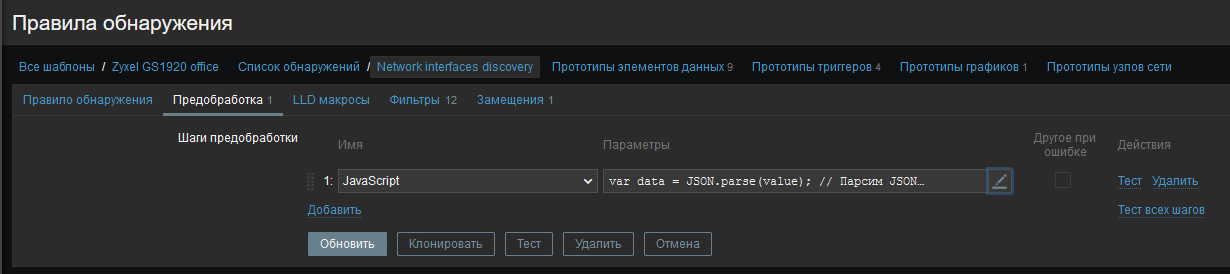 Правила обнаружения
Все шаблоны / Zyxel GS1920 office Список обнаружений / Network interfaces discovery Прототипы элементов данных 9 Прототипы триггеров 4 Прототипы графиков 1 Прототипы узлов сети
Правило обнаружения Предобработка 1 LLD макросы Фильтры 12 Замещения 1
Шаги предобработки Имя Параметры Другое при ошибке Действия
1: JavaScript var data = JSON.parse(value); // Парсим JSON… Тест Удалить
Добавить Тест всех шагов
Обновить Клонировать Тест Удалить Отмена